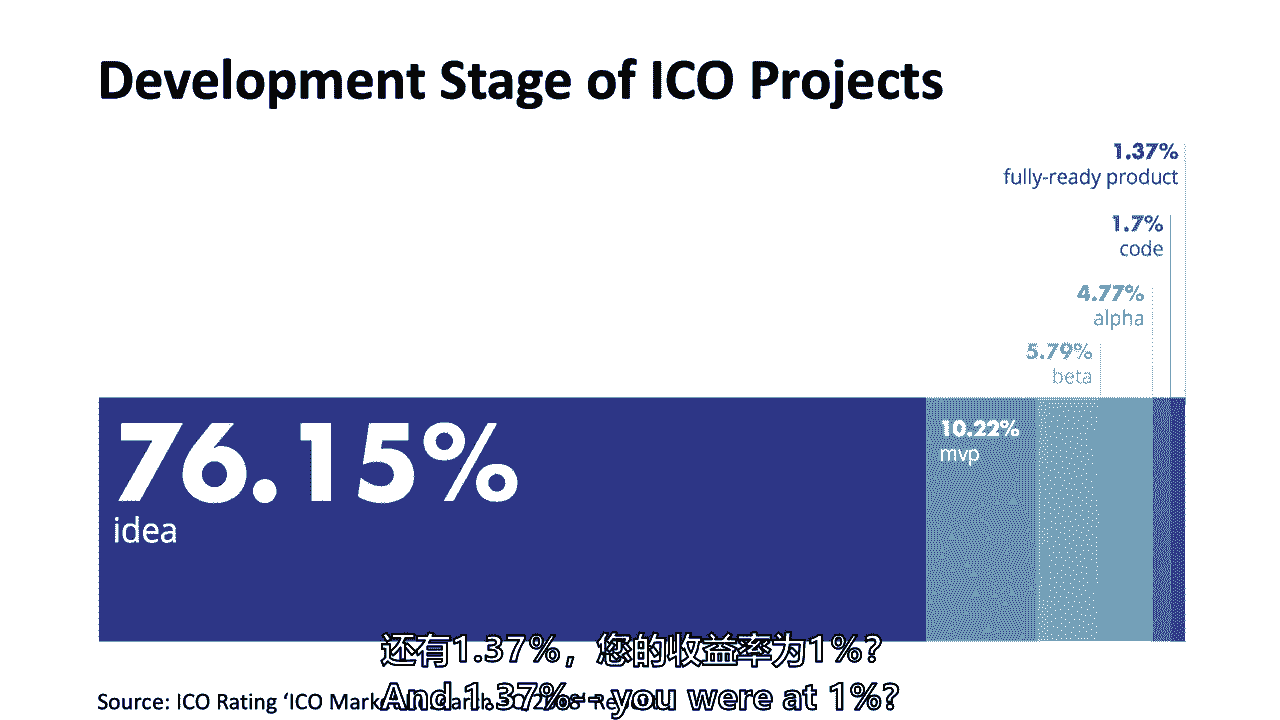 Development Stage of ICO Projects
1.37%
fully-ready product
1.7%
code
4.77%
alpha
5.79%
beta
76.15%
idea
10.22%
mvp
还有1.37%，您的收益率为1%？
And 1.37%-- you were at 1%?
Source: ICO Rating ‘ICO Mark